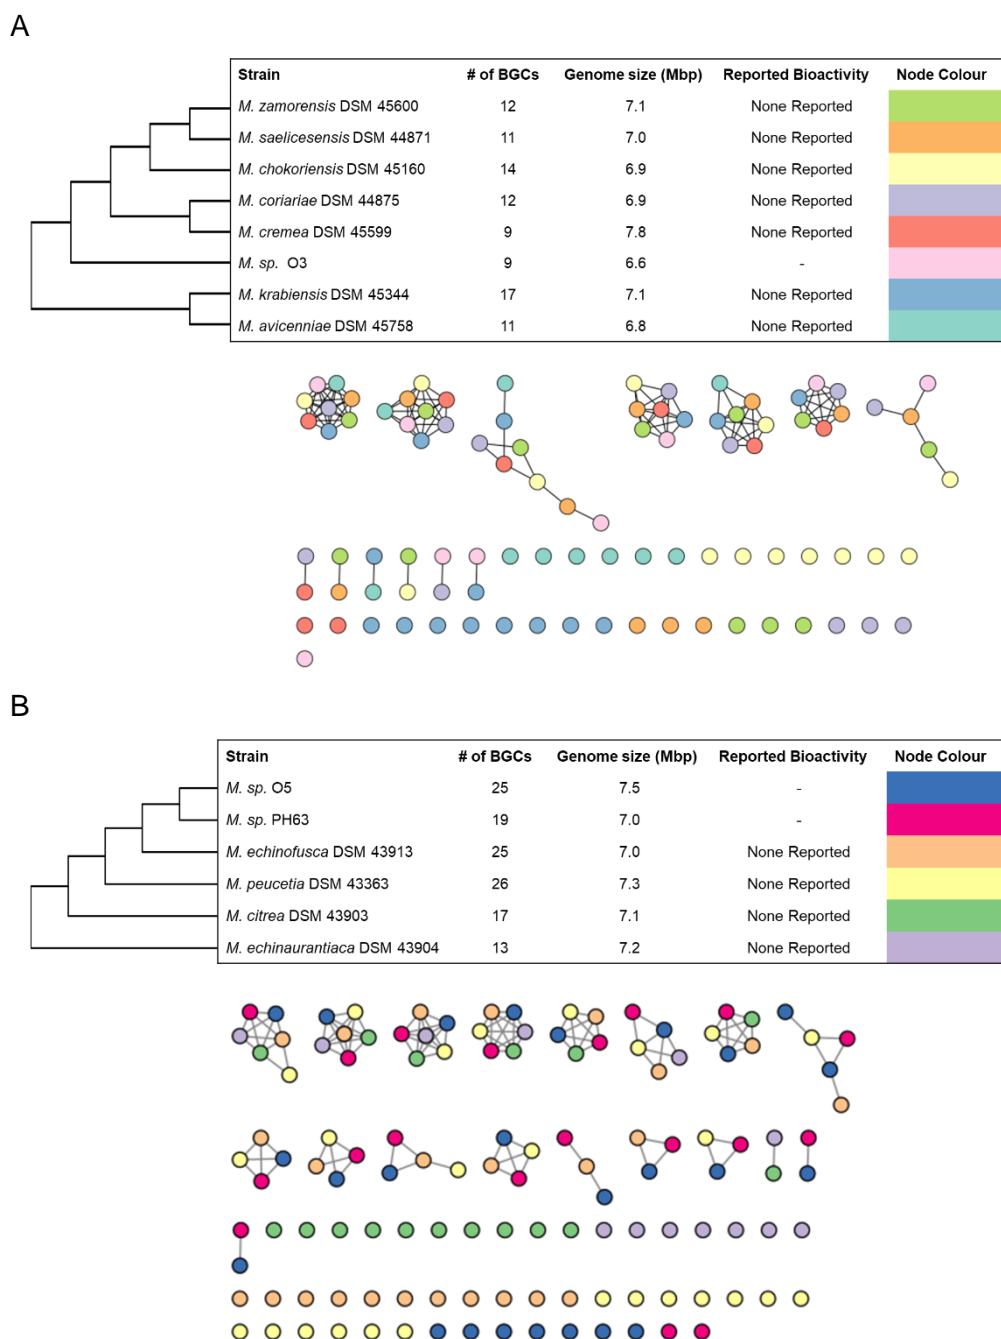 A
Strain # of BGCs Genome size (Mbp) Reported Bioactivity Node Colour
M. zamorensis DSM 45600 12 7.1 None Reported
M. saelicesensis DSM 44871 11 7.0 None Reported
M. chokoriensis DSM 45160 14 6.9 None Reported
M. coriariae DSM 44875 12 6.9 None Reported
M. cremea DSM 45599 9 7.8 None Reported
M. sp. O3 9 6.6 -
M. krabiensis DSM 45344 17 7.1 None Reported
M. avicenniae DSM 45758 11 6.8 None Reported
B
Strain # of BGCs Genome size (Mbp) Reported Bioactivity Node Colour
M. sp. O5 25 7.5 -
M. sp. PH63 19 7.0 -
M. echinofusca DSM 43913 25 7.0 None Reported
M. peucetia DSM 43363 26 7.3 None Reported
M. citrea DSM 43903 17 7.1 None Reported
M. echinaurantiaca DSM 43904 13 7.2 None Reported